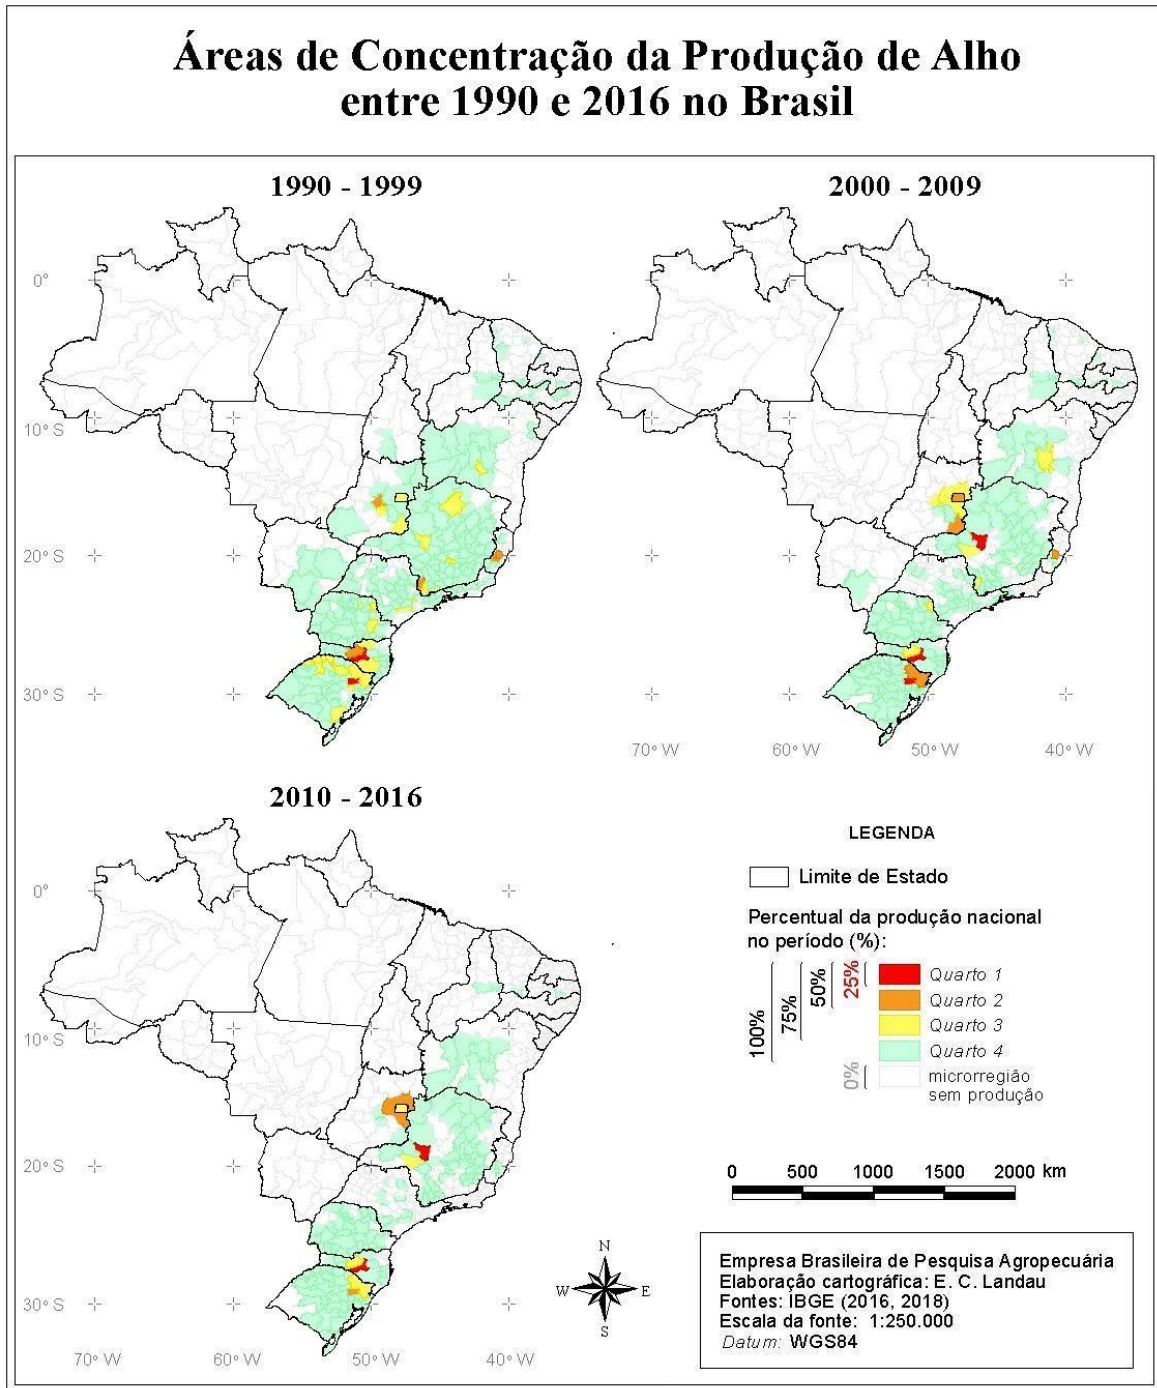 Áreas de Concentração da Produção de Alho
entre 1990 e 2016 no Brasil
1990 - 1999
2000 - 2009
0°
10° S
20° S
30° S
70° W
60° W
50° W
40° W
2010 - 2016
0°
10° S
20° S
30° S
70° W
60° W
50° W
40° W
LEGENDA
Limite de Estado
Percentual da produção nacional
no período (%):
100%
75%
50%
25%
0%
Quarto 1
Quarto 2
Quarto 3
Quarto 4
microrregião
sem produção
0 500 1000 1500 2000 km
N
W E
S
Empresa Brasileira de Pesquisa Agropecuária
Elaboração cartográfica: E. C. Landau
Fontes: IBGE (2016, 2018)
Escala da fonte: 1:250.000
Datum: WGS84